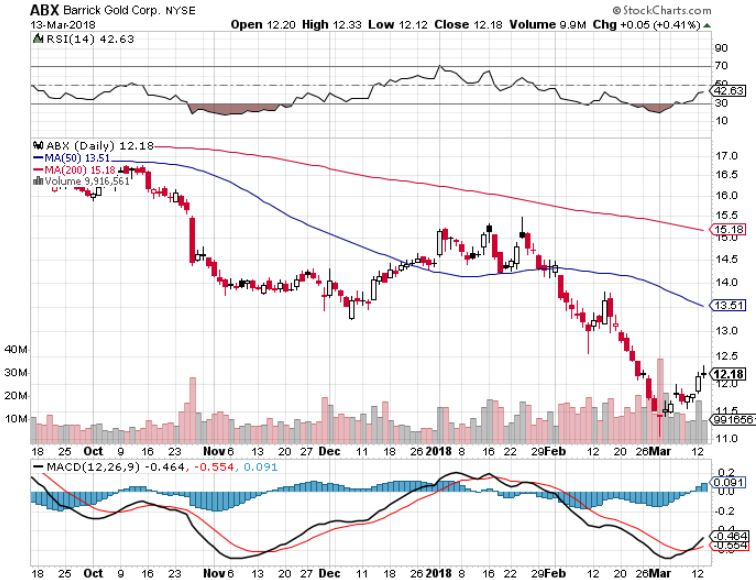 ABX Barrick Gold Corp. NYSE © StockCharts.com
13-Mar-2018 Open 12.20 High 12.33 Low 12.12 Close 12.18 Volume 9.9M Chg +0.05 (+0.41%)
RSI(14) 42.63
90
70
50
42.63
30
10
ABX (Daily) 12.18
MA(50) 13.51
MA(200) 15.18
Volume 9,916,561
17.0
16.5
16.0
15.5
15.18
15.0
14.5
14.0
13.51
13.0
12.18
12.0
11.5
9916561
11.0
40M
30M
20M
10M
18 25 Oct 9 16 23 Nov 6 13 20 27 Dec 11 18 26 2018 8 16 22 29 Feb 12 20 26 Mar 12
MACD(12,26,9) -0.464, -0.554, 0.091
0.2
0.091
0.0
-0.464
-0.554
18 25 Oct 9 16 23 Nov 6 13 20 27 Dec 11 18 26 2018 8 16 22 29 Feb 12 20 26 Mar 12